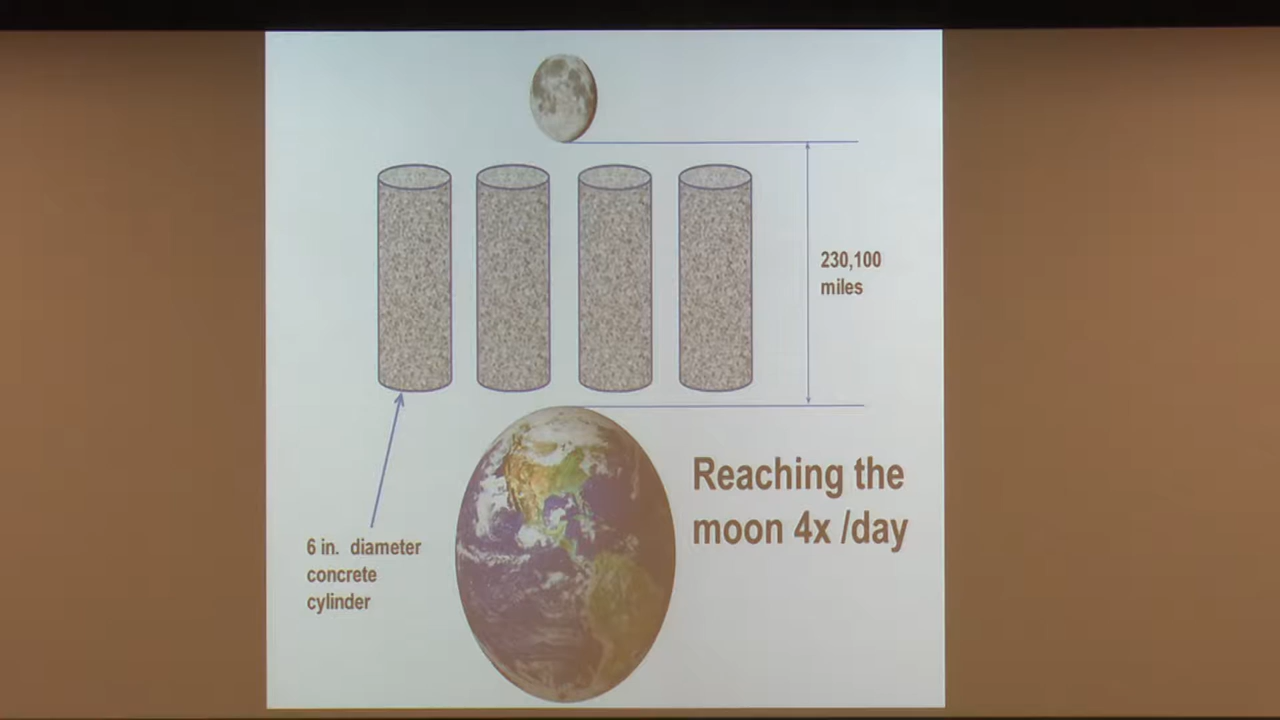 230,100
miles
Reaching the
moon 4x /day
6 in. diameter
concrete
cylinder